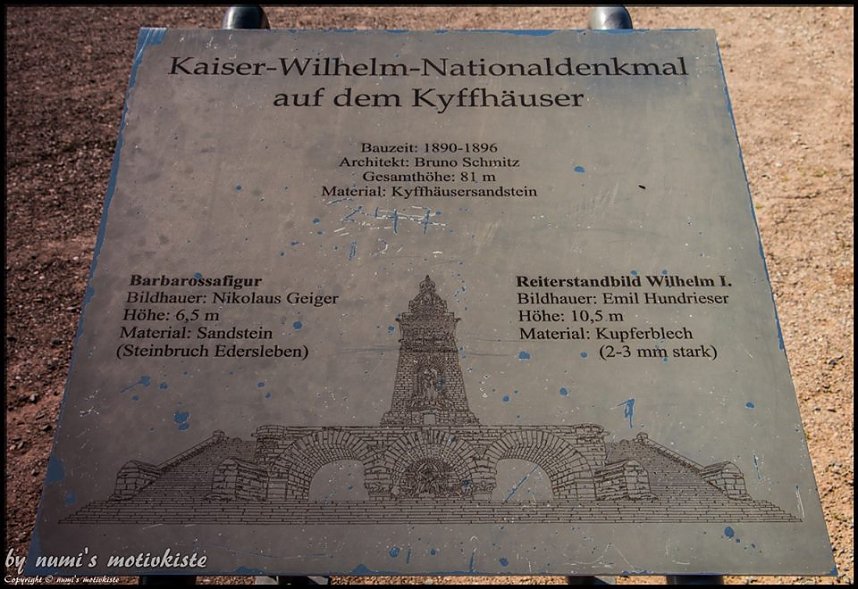 Kaiser-Wilhelm-Nationaldenkmal
auf dem Kyffhäuser
Bauzeit: 1890-1896
Architekt: Bruno Schmitz
Gesamthöhe: 81 m
Material: Kyffhäusersandstein
Barbarossafigur
Bildhauer: Nikolaus Geiger
Höhe: 6,5 m
Material: Sandstein
(Steinbruch Edersleben)
Reiterstandbild Wilhelm I.
Bildhauer: Emil Hundrieser
Höhe: 10,5 m
Material: Kupferblech
(2-3 mm stark)
by numi's motivkiste
Copyright © numi's motivkiste